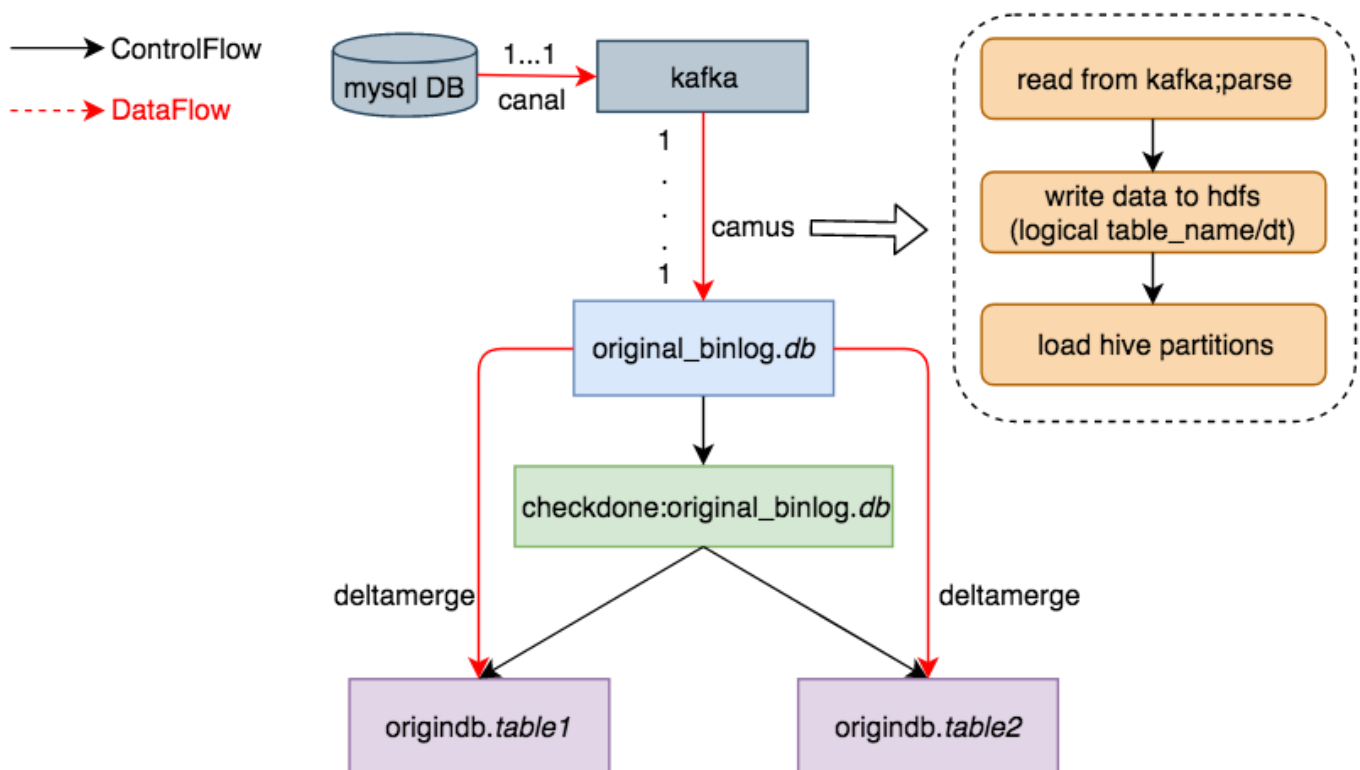 ControlFlow
DataFlow
mysql DB
1...1
canal
kafka
1
.
.
.
1
camus
read from kafka;parse
write data to hdfs
(logical table_name/dt)
load hive partitions
original_binlog.db
checkdone:original_binlog.db
deltamerge
deltamerge
origindb.table1
origindb.table2